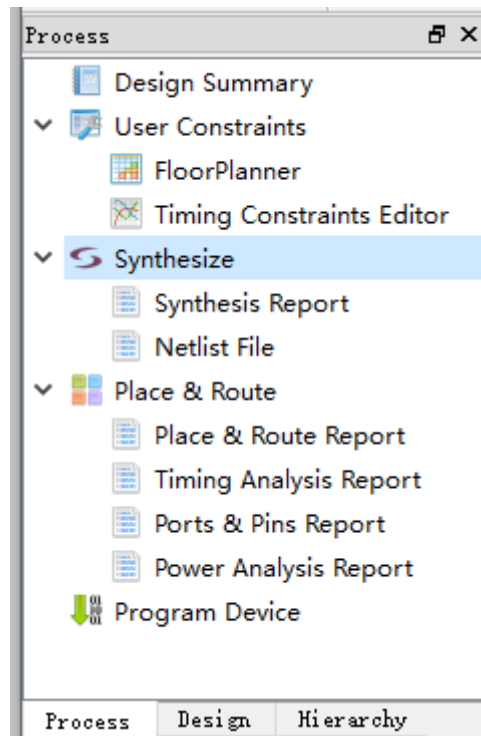 Process
Design Summary
User Constraints
FloorPlanner
Timing Constraints Editor
Synthesize
Synthesis Report
Netlist File
Place & Route
Place & Route Report
Timing Analysis Report
Ports & Pins Report
Power Analysis Report
Program Device
Process Design Hierarchy